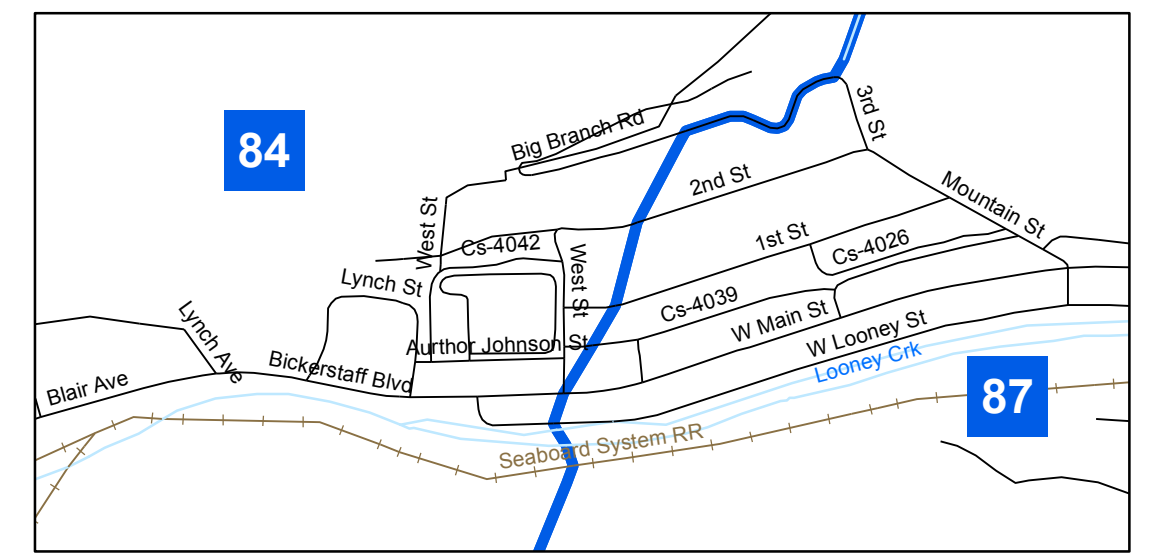 3rd St
Big Branch Rd
84
2nd St
Mountain St
West St
1st St
Cs-4042
Cs-4026
West St
Lynch St
Cs-4039
Lynch Ave
W Main St
W Looney St
Aurthor Johnson St
Bickerstaff Blvd
Looney Crk
Blair Ave
87
Seaboard System RR